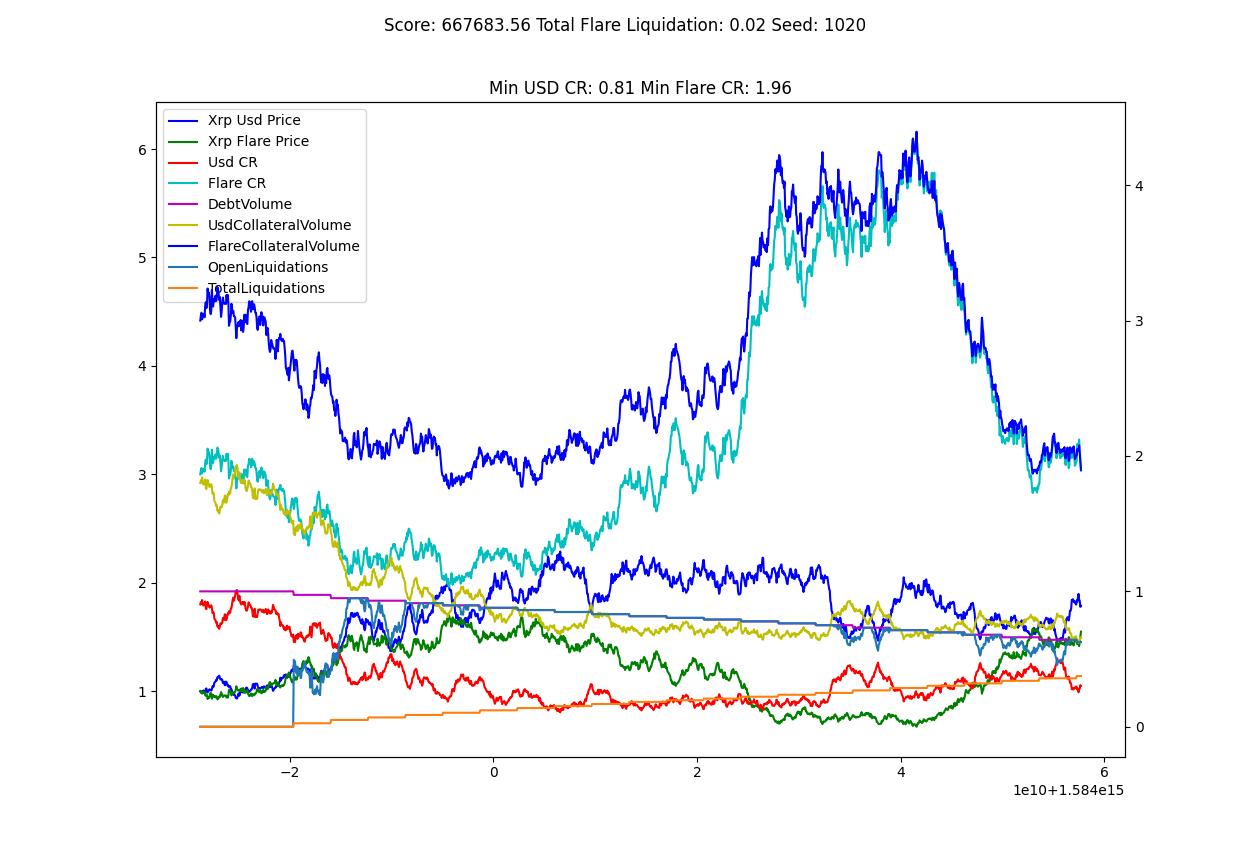 Score: 667683.56 Total Flare Liquidation: 0.02 Seed: 1020
Min USD CR: 0.81 Min Flare CR: 1.96
Xrp Usd Price
Xrp Flare Price
Usd CR
Flare CR
DebtVolume
UsdCollateralVolume
FlareCollateralVolume
OpenLiquidations
TotalLiquidations
6
5
4
3
2
1
4
3
2
1
0
−2 0 2 4 6
1e10+1.584e15